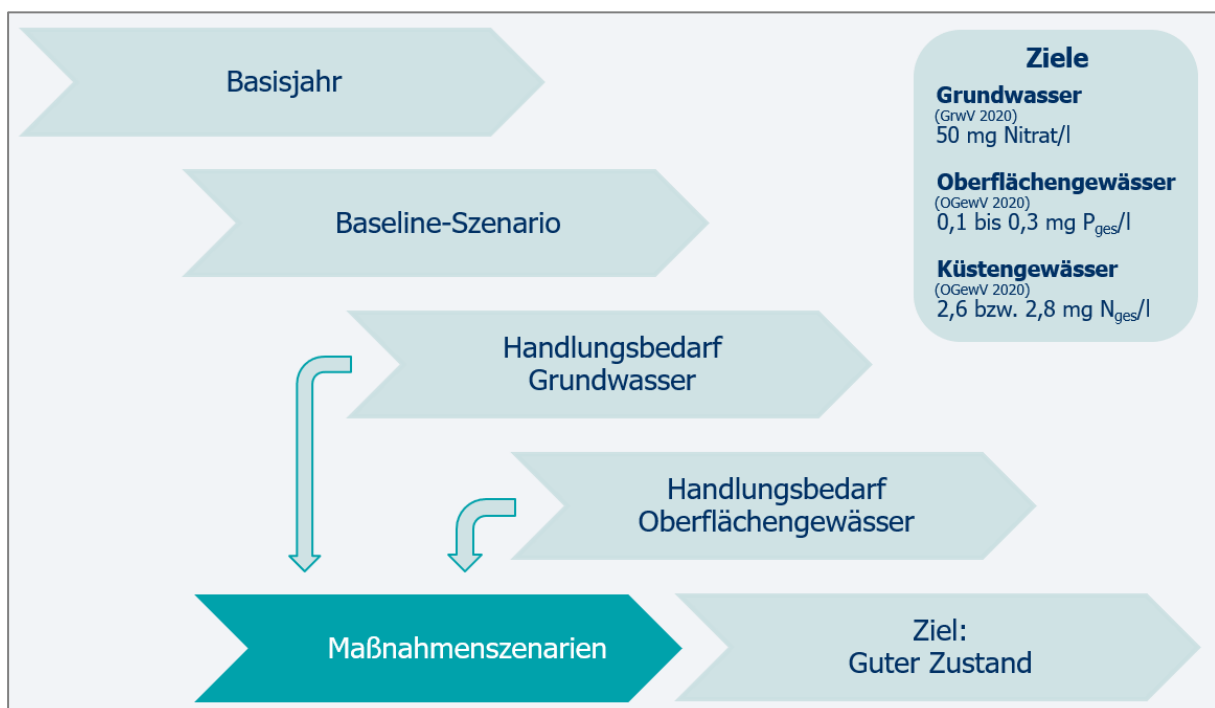 Basisjahr
Baseline-Szenario
Handlungsbedarf
Grundwasser
Handlungsbedarf
Oberflächengewässer
Maßnahmenszenarien
Ziel:
Guter Zustand
Ziele
Grundwasser
(GrwV 2020)
50 mg Nitrat/l
Oberflächengewässer
(OGewV 2020)
0,1 bis 0,3 mg Pges/l
Küstengewässer
(OGewV 2020)
2,6 bzw. 2,8 mg Nges/l